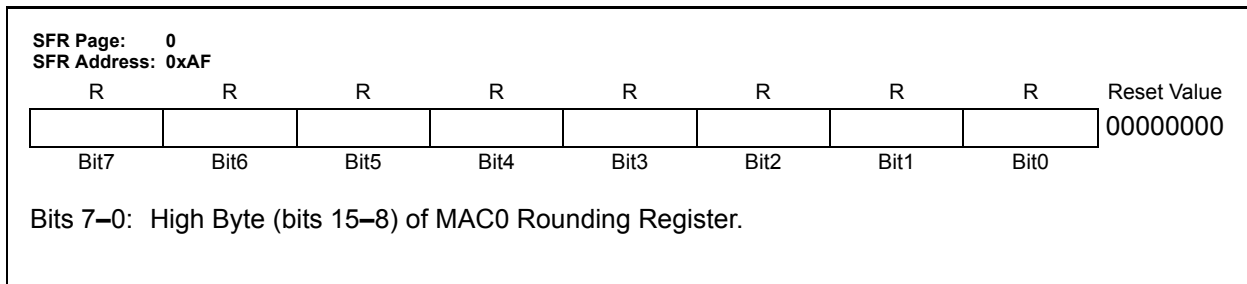 SFR Page: 0
SFR Address: 0xAF
R R R R R R R R Reset Value
00000000
Bit7 Bit6 Bit5 Bit4 Bit3 Bit2 Bit1 Bit0
Bits 7–0: High Byte (bits 15–8) of MAC0 Rounding Register.